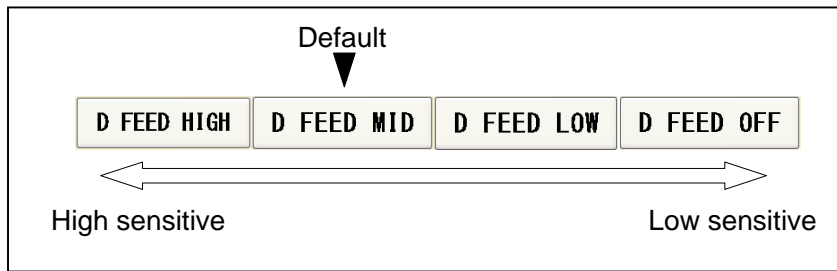 Default
D FEED HIGH D FEED MID D FEED LOW D FEED OFF
High sensitive Low sensitive